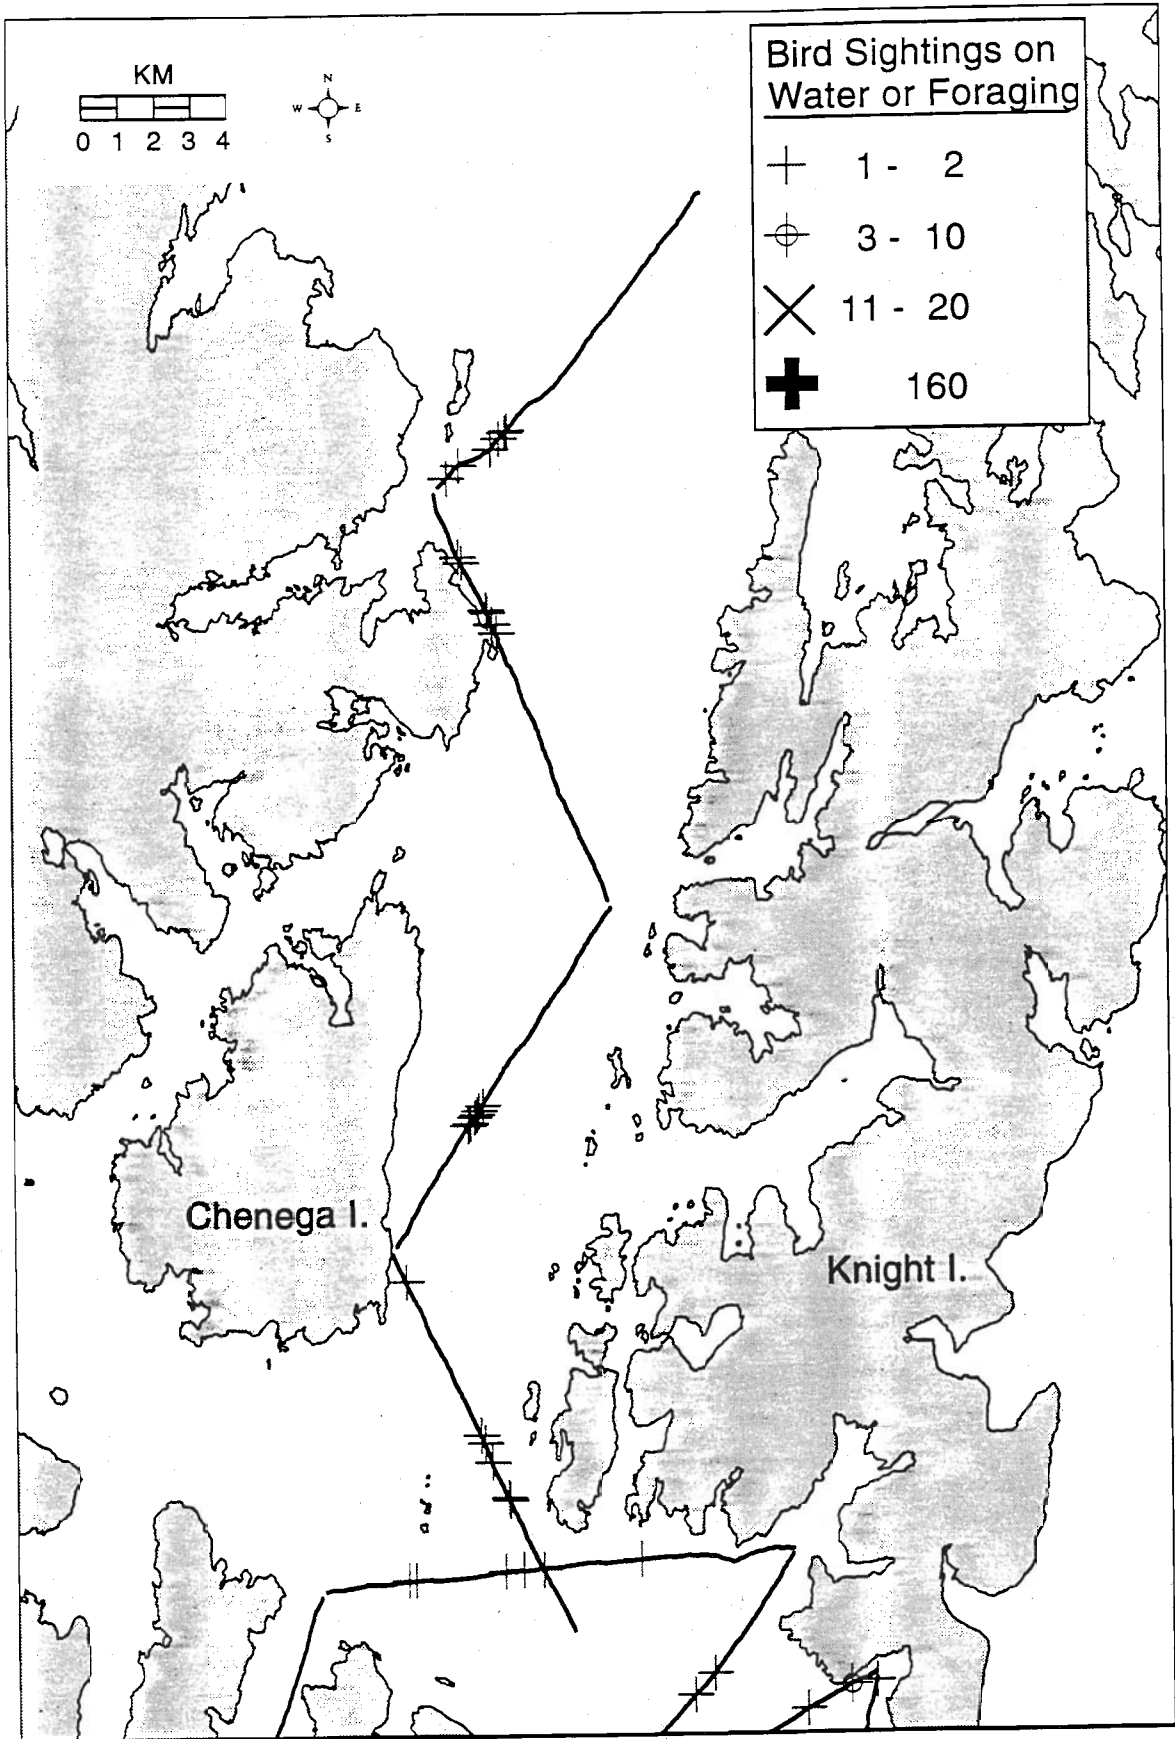 KM
0 1 2 3 4
N
W E
S
Bird Sightings on
Water or Foraging
1 - 2
3 - 10
11 - 20
160
Chenega I.
Knight I.